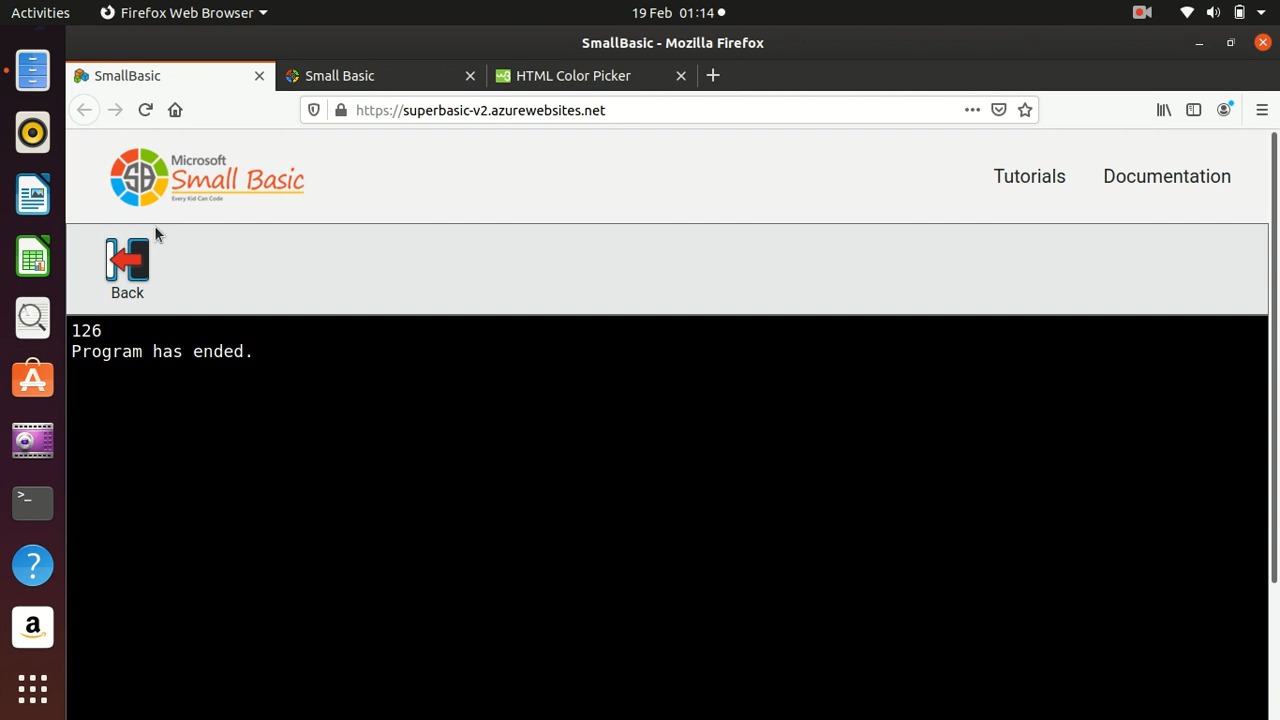 Activities
Firefox Web Browser
19 Feb 01:14
SmallBasic - Mozilla Firefox
SmallBasic
Small Basic
HTML Color Picker
https://superbasic-v2.azurewebsites.net
Microsoft
Small Basic
Every Kid Can Code
SB
Tutorials
Documentation
Back
126
Program has ended.